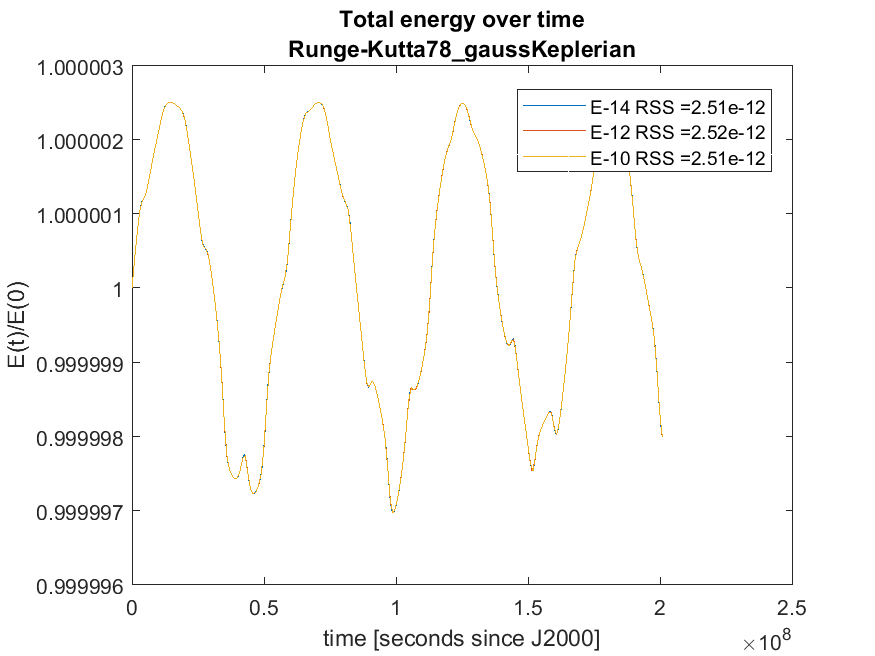 Total energy over time
Runge-Kutta78_gaussKeplerian
1.000003
1.000002
1.000001
1
0.999999
0.999998
0.999997
0.999996
E(t)/E(0)
E-14 RSS =2.51e-12
E-12 RSS =2.52e-12
E-10 RSS =2.51e-12
0
0.5
1
1.5
2
2.5
time [seconds since J2000]
×10^8